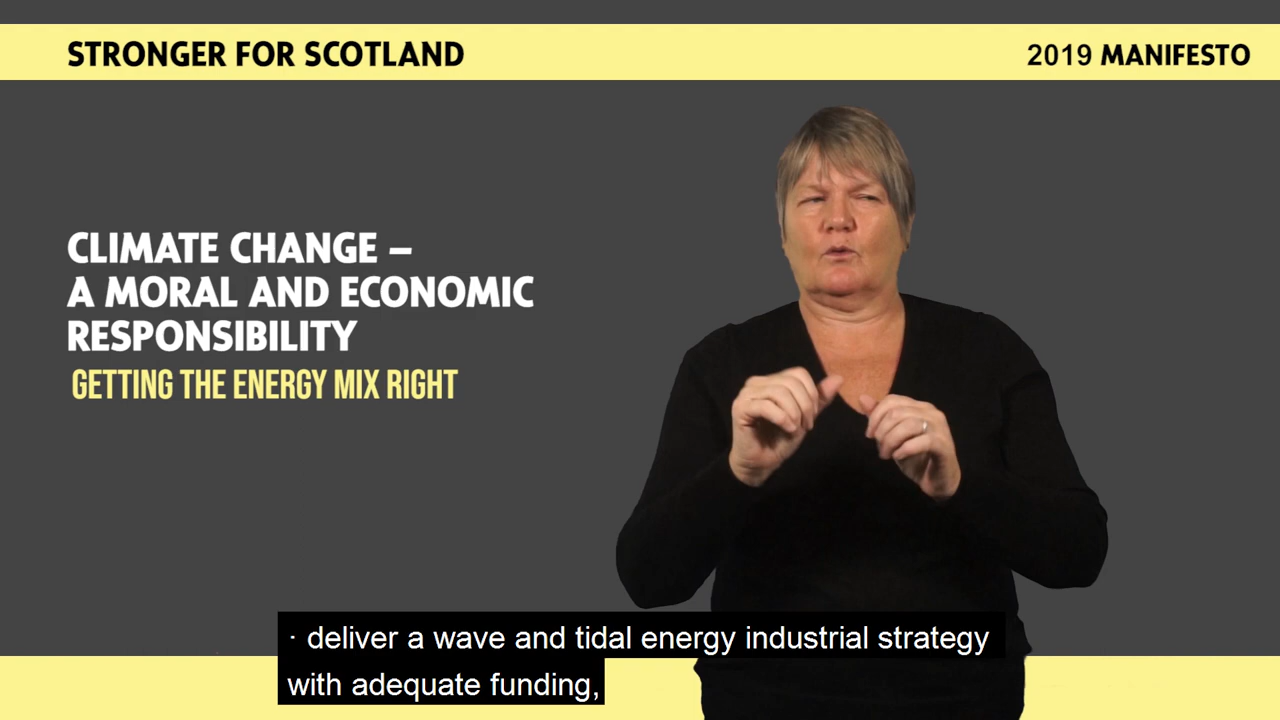 STRONGER FOR SCOTLAND
2019 MANIFESTO
CLIMATE CHANGE –
A MORAL AND ECONOMIC
RESPONSIBILITY
GETTING THE ENERGY MIX RIGHT
· deliver a wave and tidal energy industrial strategy
with adequate funding,